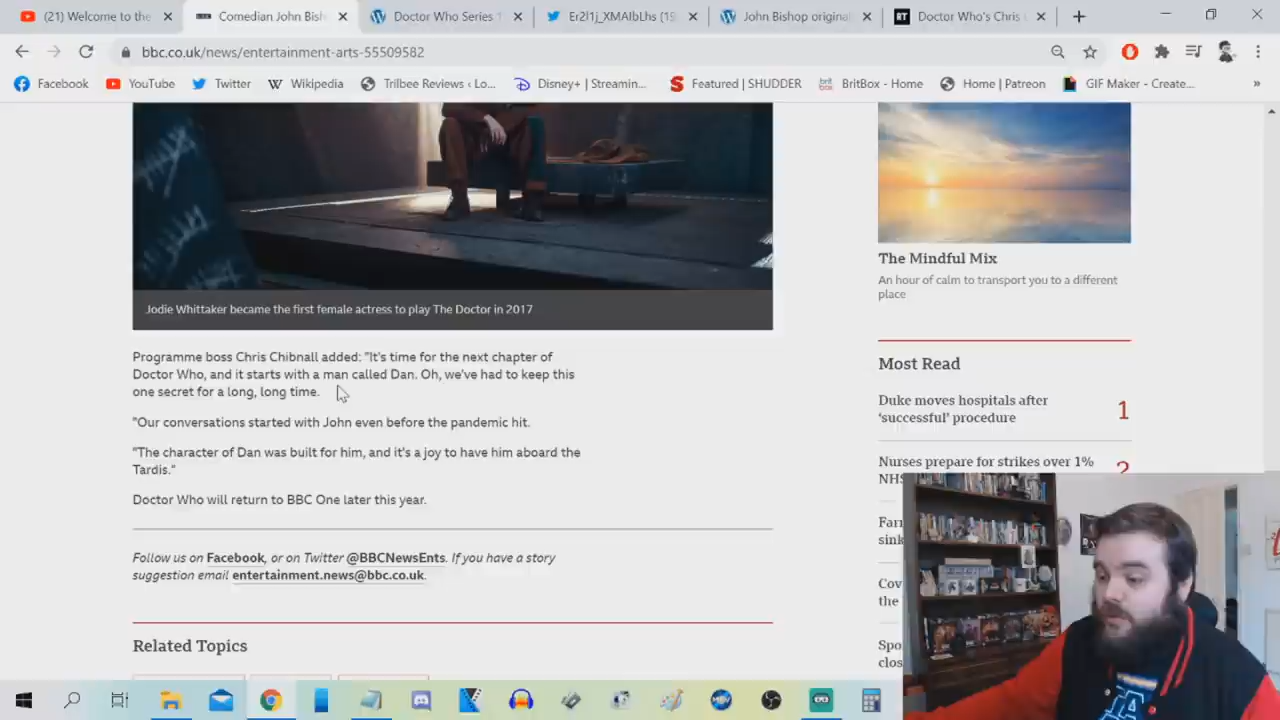 (21) Welcome to the
Comedian John Bish
Doctor Who Series 1
Er2l1j_XMAIbLhs (19
John Bishop original
Doctor Who's Chris
bbc.co.uk/news/entertainment-arts-55509582
Facebook
YouTube
Twitter
Wikipedia
Trilbee Reviews ‹ Lo...
Disney+ | Streamin...
Featured | SHUDDER
BritBox - Home
Home | Patreon
GIF Maker - Create...
»
Jodie Whittaker became the first female actress to play The Doctor in 2017
Programme boss Chris Chibnall added: "It's time for the next chapter of
Doctor Who, and it starts with a man called Dan. Oh, we've had to keep this
one secret for a long, long time.
"Our conversations started with John even before the pandemic hit.
"The character of Dan was built for him, and it's a joy to have him aboard the
Tardis."
Doctor Who will return to BBC One later this year.
Follow us on Facebook, or on Twitter @BBCNewsEnts. If you have a story
suggestion email entertainment.news@bbc.co.uk.
Related Topics
The Mindful Mix
An hour of calm to transport you to a different
place
Most Read
Duke moves hospitals after
'successful' procedure
1
Nurses prepare for strikes over 1%
NHS
2
Farm
sink
Cov
the
Spo
clos